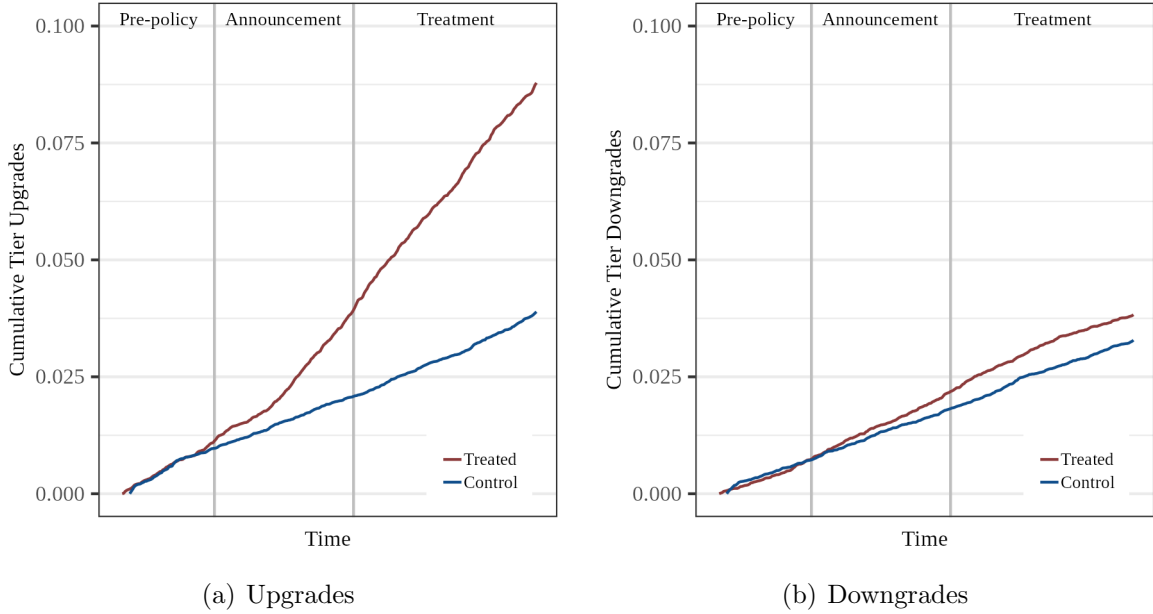 Pre-policy Announcement Treatment
0.100
0.075
0.050
0.025
0.000
Cumulative Tier Upgrades
Treated
Control
Time
(a) Upgrades
Pre-policy Announcement Treatment
0.100
0.075
0.050
0.025
0.000
Cumulative Tier Downgrades
Treated
Control
Time
(b) Downgrades